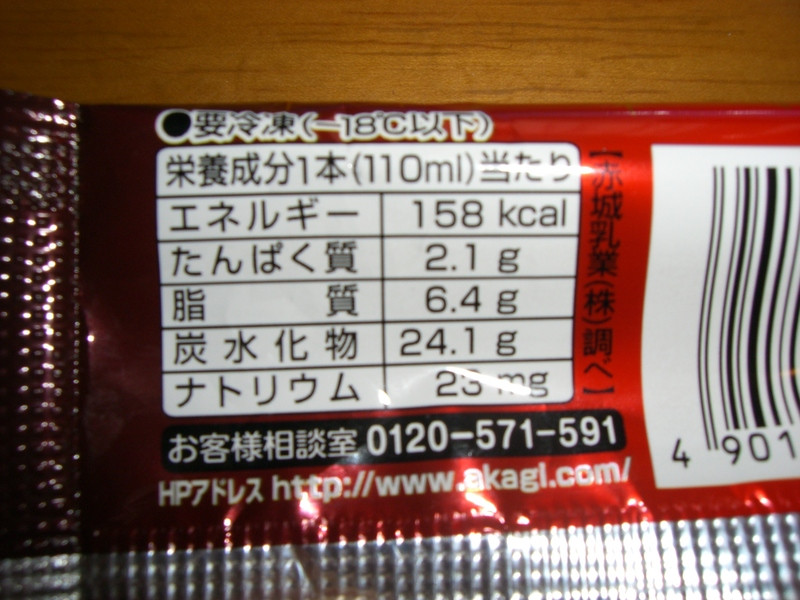 ●要冷凍(−18℃以下)
栄養成分1本(110ml)当たり
エネルギー 158 kcal
たんぱく質 2.1 g
脂質 6.4 g
炭水化物 24.1 g
ナトリウム 23 mg
【赤城乳業(株)調べ】
お客様相談室 0120−571−591
HPアドレス http://www.akagi.com/
4 901